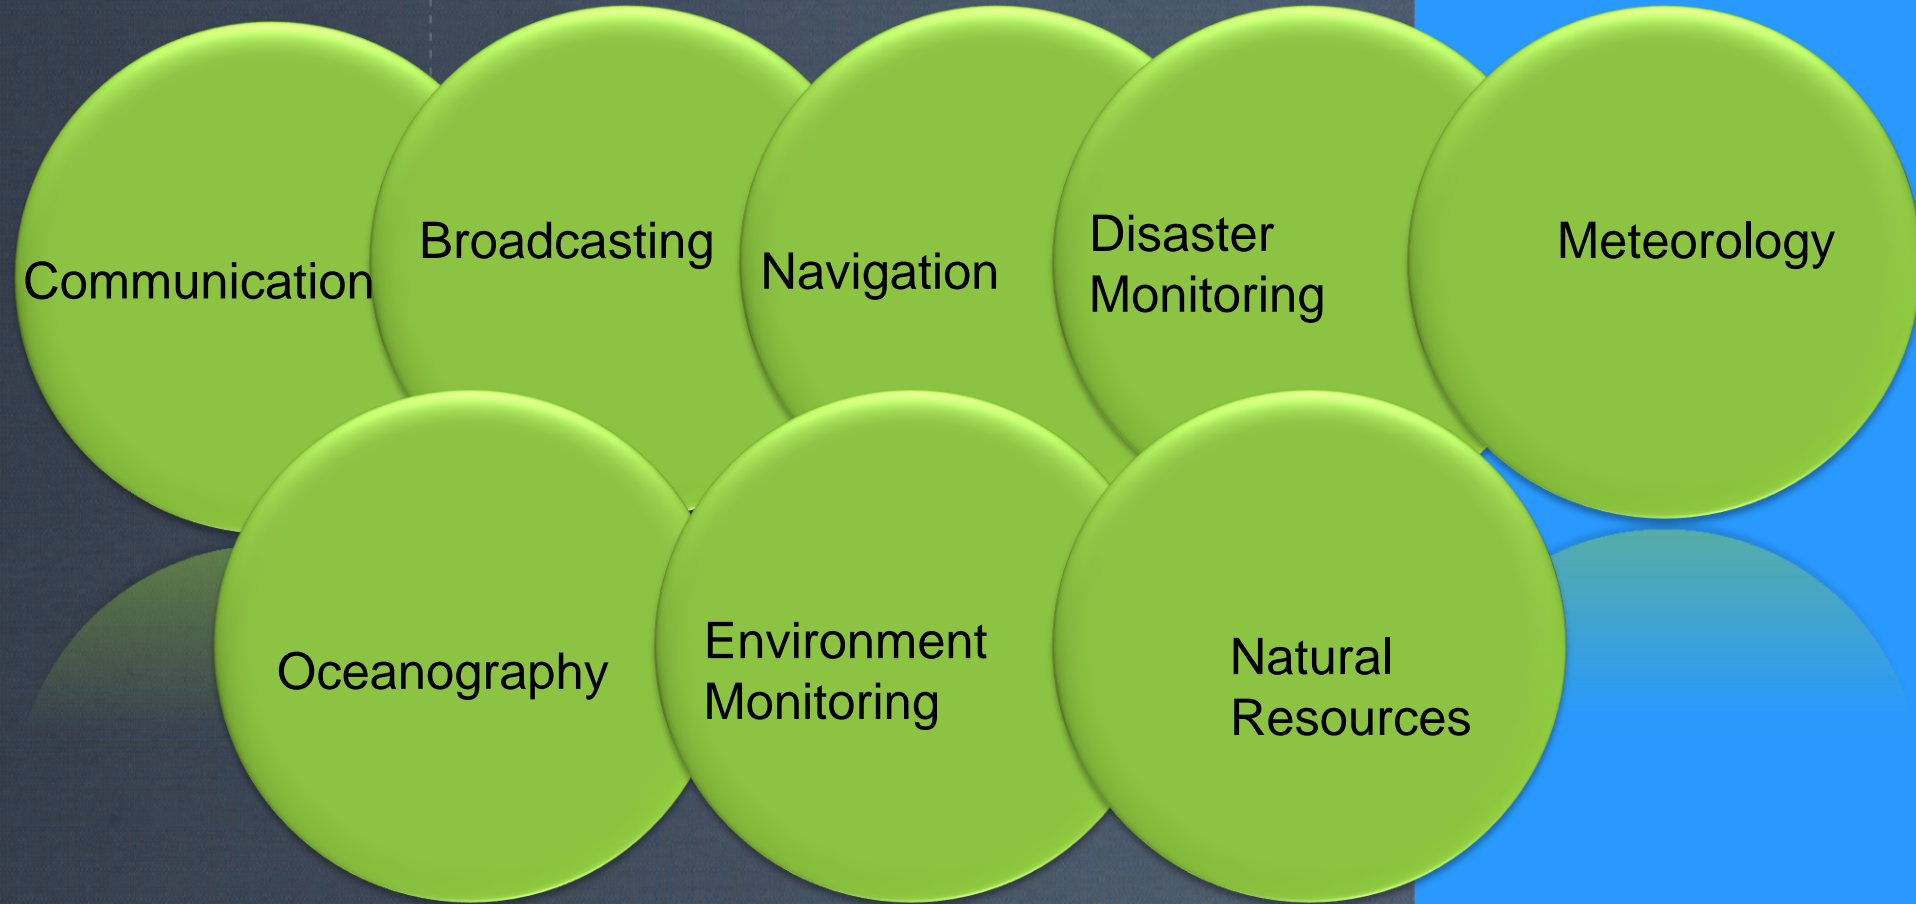 Communication
Broadcasting
Navigation
Disaster
Monitoring
Meteorology
Oceanography
Environment
Monitoring
Natural
Resources